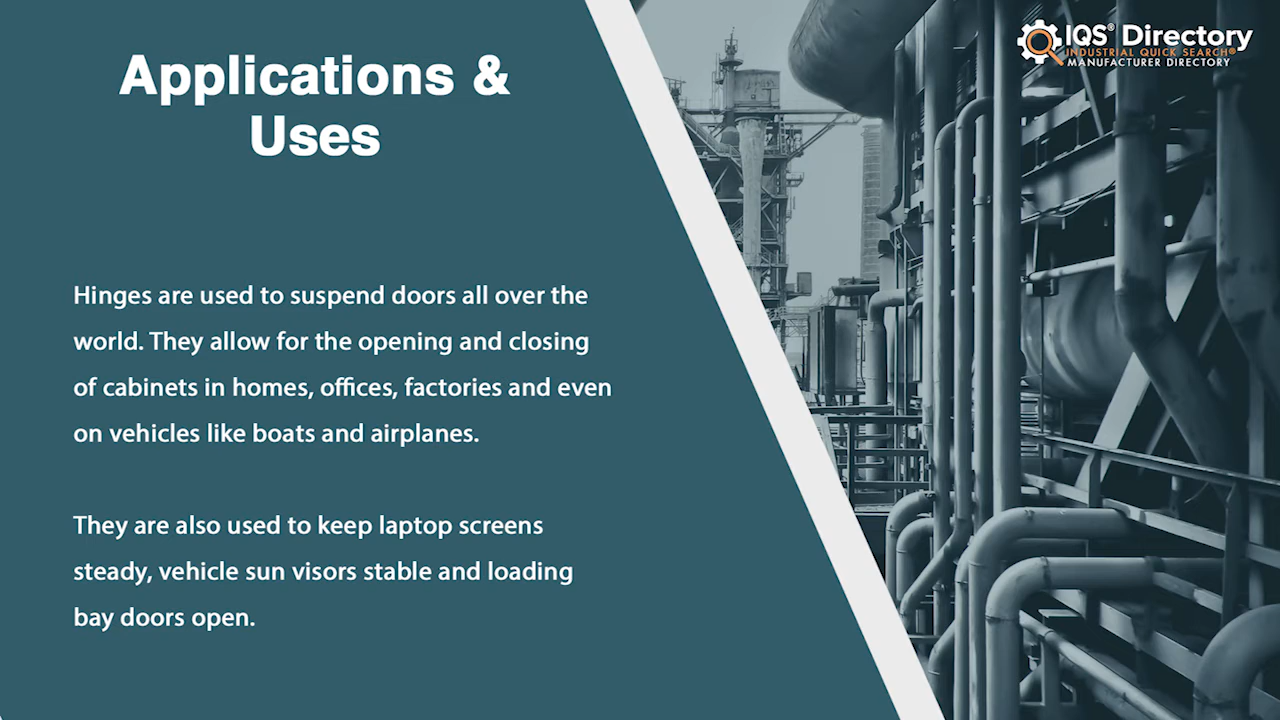 Applications &
Uses
IQS® Directory
INDUSTRIAL QUICK SEARCH®
MANUFACTURER DIRECTORY
Hinges are used to suspend doors all over the
world. They allow for the opening and closing
of cabinets in homes, offices, factories and even
on vehicles like boats and airplanes.
They are also used to keep laptop screens
steady, vehicle sun visors stable and loading
bay doors open.